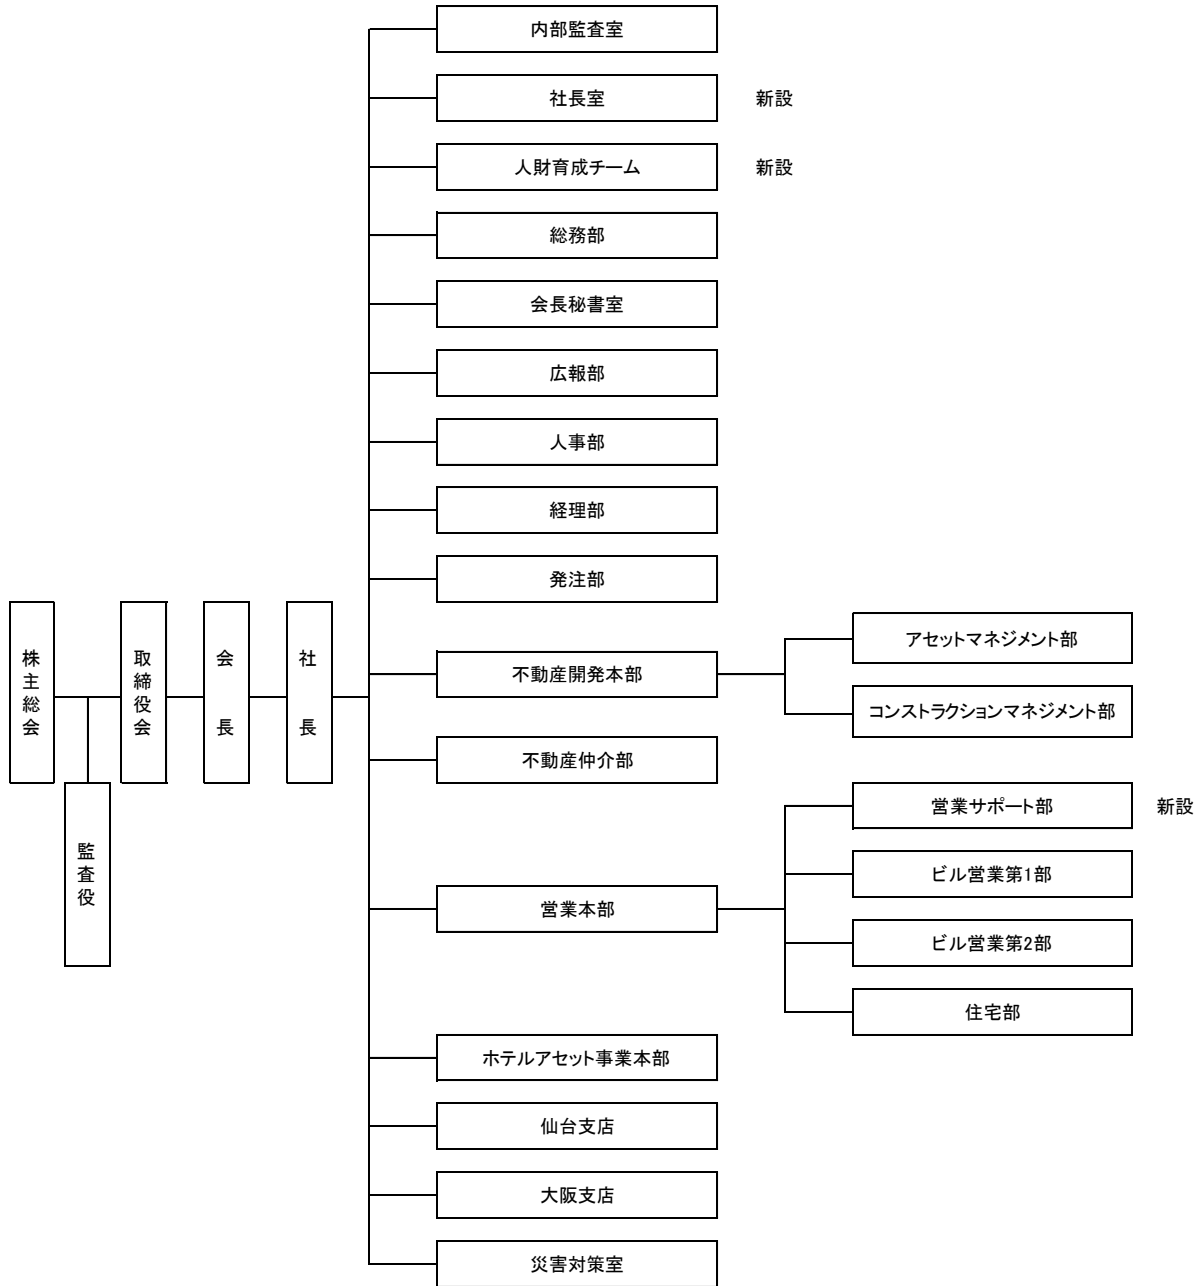 内部監査室
社長室 新設
人財育成チーム 新設
総務部
会長秘書室
広報部
人事部
経理部
発注部
株主総会
取締役会
会長
社長
監査役
不動産開発本部
アセットマネジメント部
コンストラクションマネジメント部
不動産仲介部
営業本部
営業サポート部 新設
ビル営業第1部
ビル営業第2部
住宅部
ホテルアセット事業本部
仙台支店
大阪支店
災害対策室